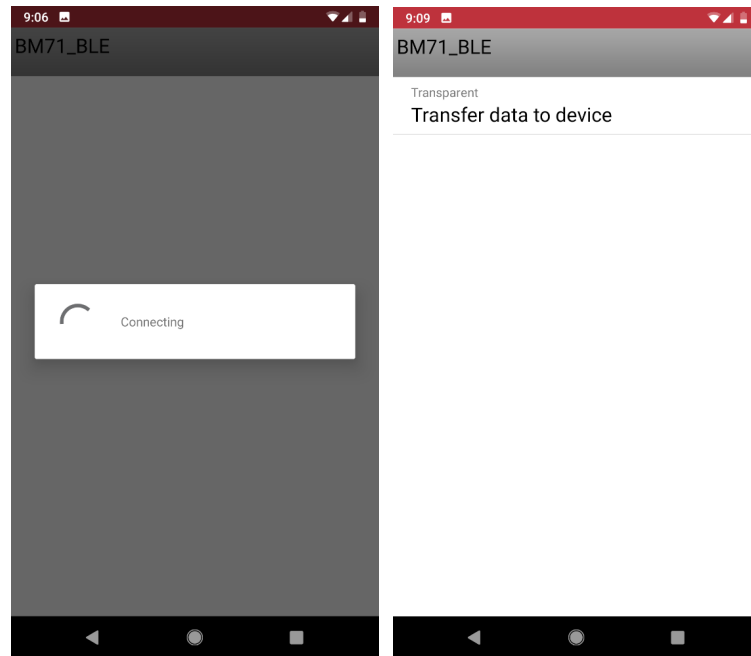 9:06
BM71_BLE
Connecting
9:09
BM71_BLE
Transparent
Transfer data to device